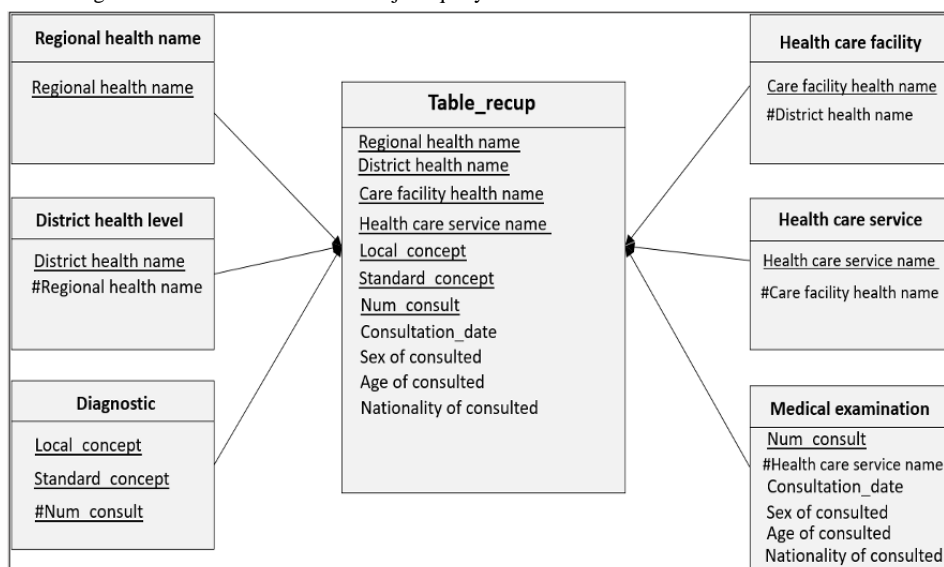 Regional health name
Regional health name
District health level
District health name
#Regional health name
Diagnostic
Local_concept
Standard_concept
#Num_consult
Table_recup
Regional health name
District health name
Care facility health name
Health care service name
Local_concept
Standard_concept
Num_consult
Consultation_date
Sex of consulted
Age of consulted
Nationality of consulted
Health care facility
Care facility health name
#District health name
Health care service
Health care service name
#Care facility health name
Medical examination
Num_consult
#Health care service name
Consultation_date
Sex of consulted
Age of consulted
Nationality of consulted